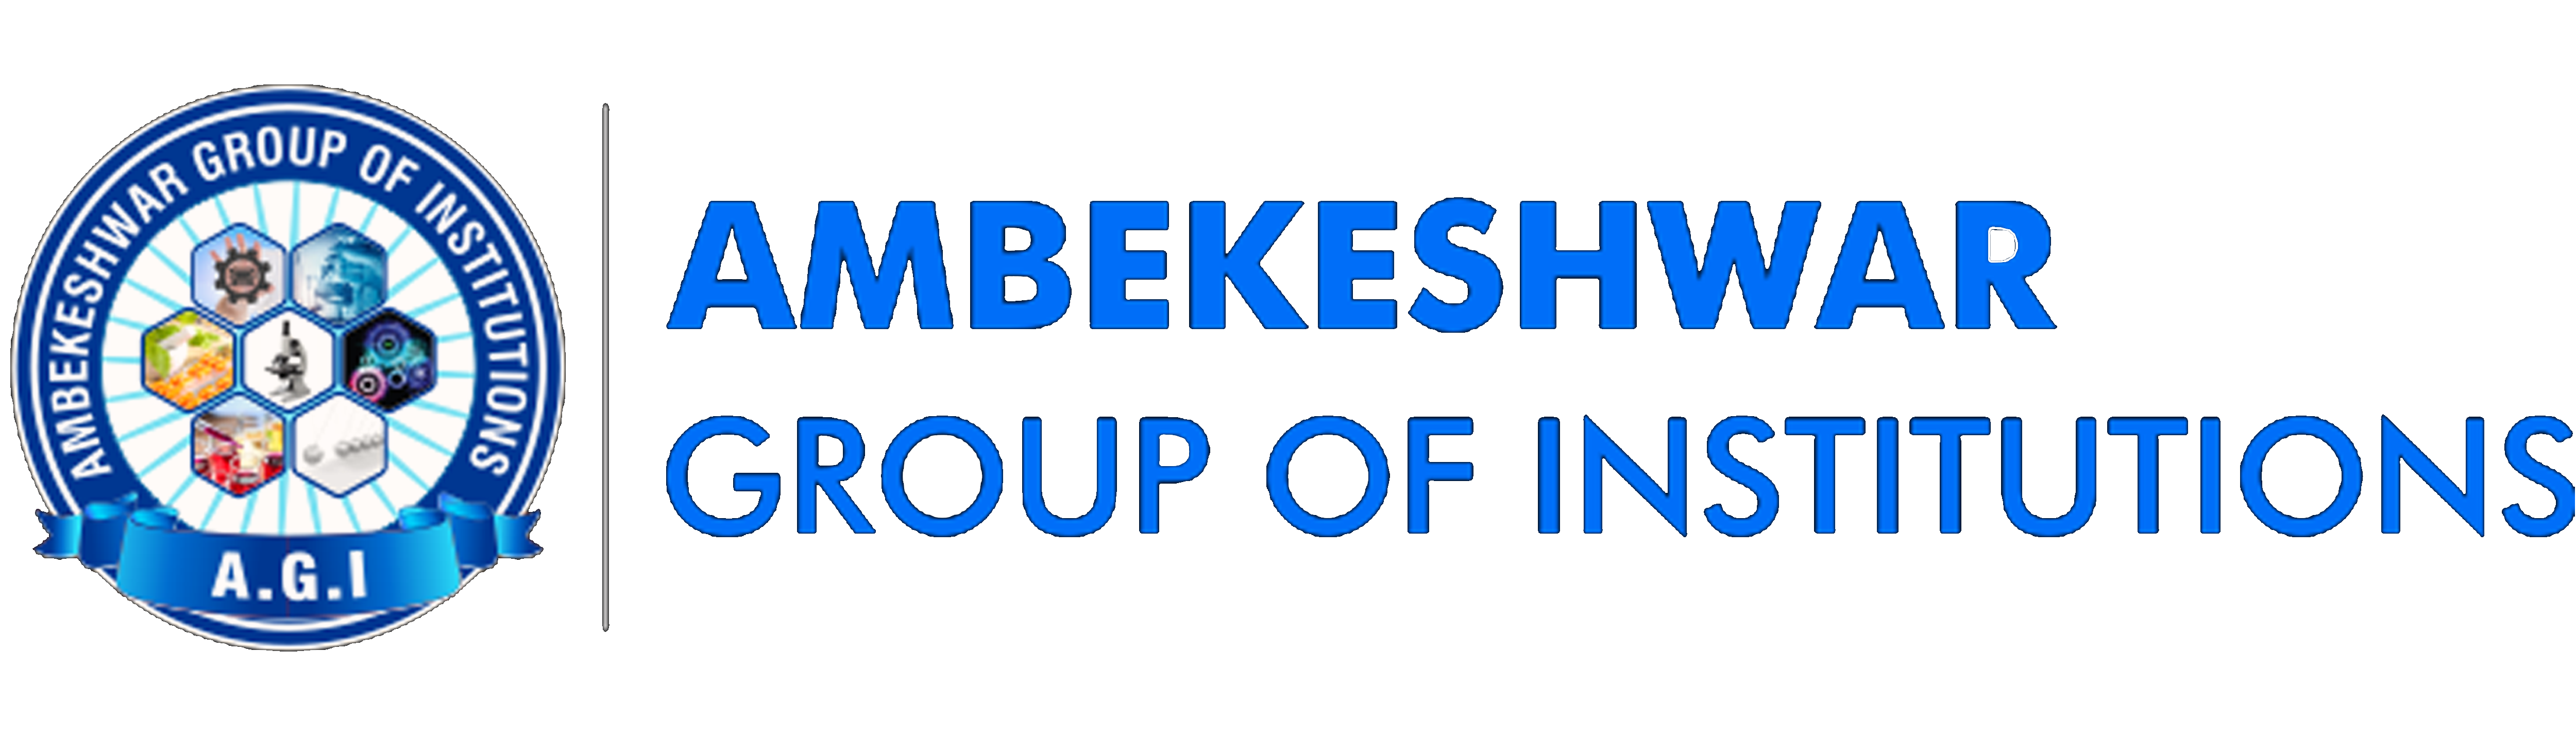 AMBEKESHWAR GROUP OF INSTITUTIONS
A.G.I
AMBEKESHWAR
GROUP OF INSTITUTIONS